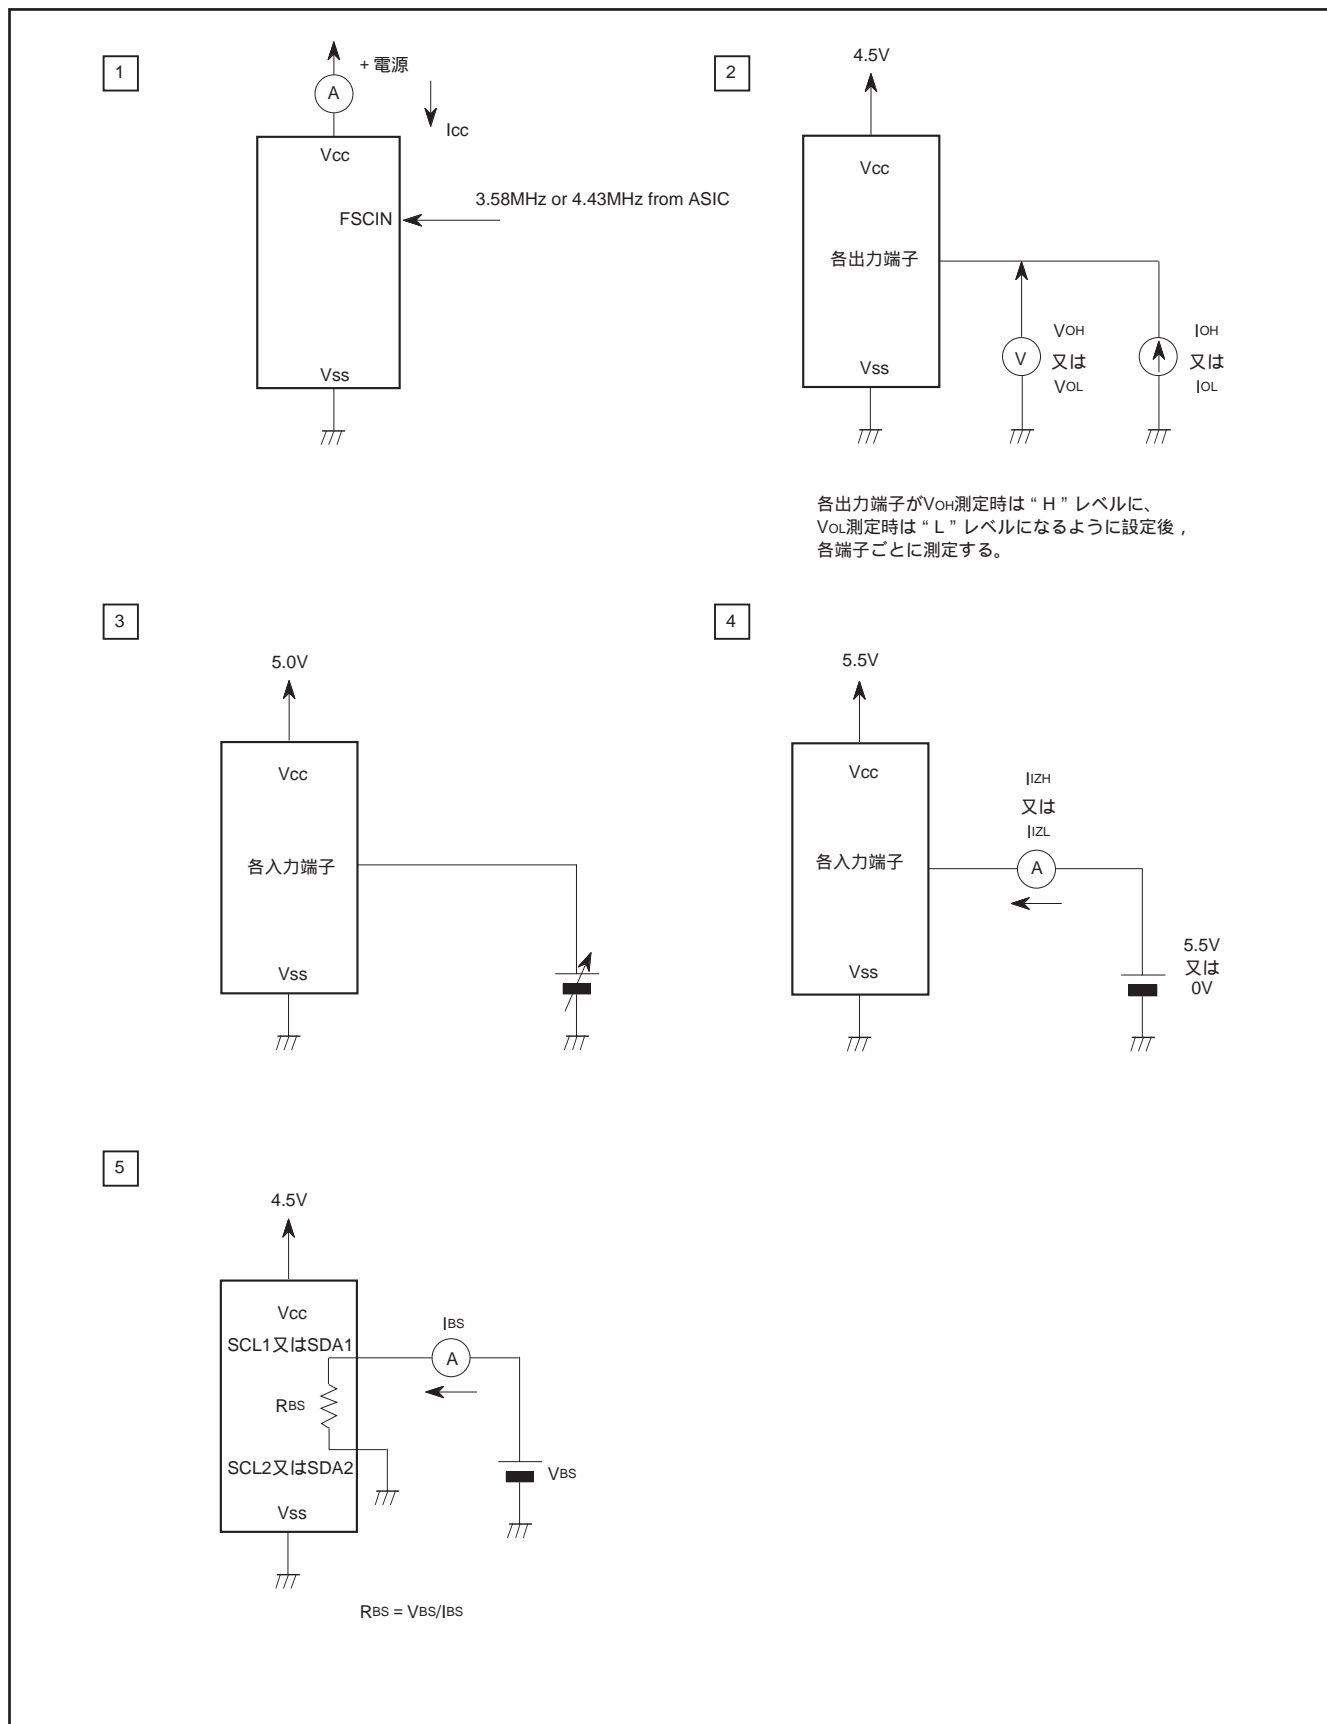 1
+ 電源
A
Icc
Vcc
3.58MHz or 4.43MHz from ASIC
FSCIN
Vss
2
4.5V
Vcc
各出力端子
VOH
又は
VOL
V
IOH
又は
IOL
Vss
各出力端子がVOH測定時は “ H ” レベルに、
VOL測定時は “ L ” レベルになるように設定後，
各端子ごとに測定する。
3
5.0V
Vcc
各入力端子
Vss
4
5.5V
Vcc
IIZH
又は
IIZL
各入力端子
A
5.5V
又は
0V
Vss
5
4.5V
Vcc
SCL1又はSDA1
IBS
A
RBS
SCL2又はSDA2
VBS
Vss
RBS = VBS/IBS